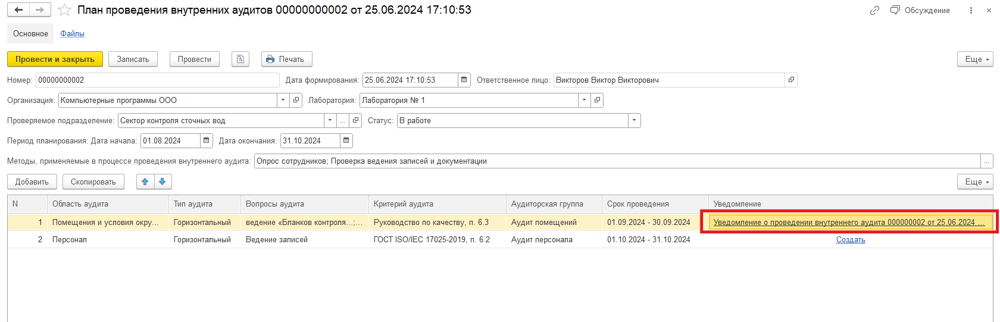 План проведения внутренних аудитов 00000000002 от 25.06.2024 17:10:53 Обсуждение
Основное Файлы
Провести и закрыть Записать Провести Печать Еще
Номер: 00000000002 Дата формирования: 25.06.2024 17:10:53 Ответственное лицо: Викторов Виктор Викторович
Организация: Компьютерные программы ООО Лаборатория: Лаборатория № 1
Проверяемое подразделение: Сектор контроля сточных вод ... Статус: В работе
Период планирования: Дата начала: 01.08.2024 Дата окончания: 31.10.2024
Методы, применяемые в процессе проведения внутреннего аудита: Опрос сотрудников; Проверка ведения записей и документации ...
Добавить Скопировать Еще
N Область аудита Тип аудита Вопросы аудита Критерий аудита Аудиторская группа Срок проведения Уведомление
1 Помещения и условия окру... Горизонтальный ведение «Бланков контроля...;... Руководство по качеству, п. 6.3 Аудит помещений 01.09.2024 - 30.09.2024 Уведомление о проведении внутреннего аудита 000000002 от 25.06.2024 ...
2 Персонал Горизонтальный Ведение записей ГОСТ ISO/IEC 17025-2019, п. 6.2 Аудит персонала 01.10.2024 - 31.10.2024 Создать